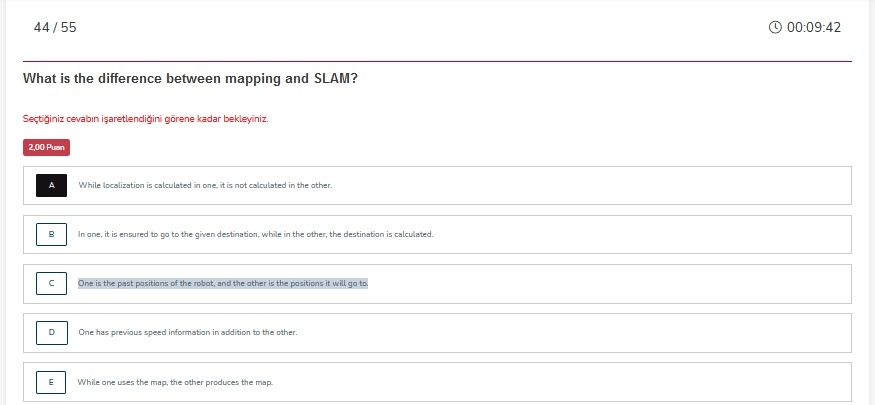 44 / 55
00:09:42
What is the difference between mapping and SLAM?
Seçtiğiniz cevabın işaretlendiğini görene kadar bekleyiniz.
2,00 Puan
A While localization is calculated in one, it is not calculated in the other.
B In one, it is ensured to go to the given destination, while in the other, the destination is calculated.
C One is the past positions of the robot, and the other is the positions it will go to.
D One has previous speed information in addition to the other.
E While one uses the map, the other produces the map.